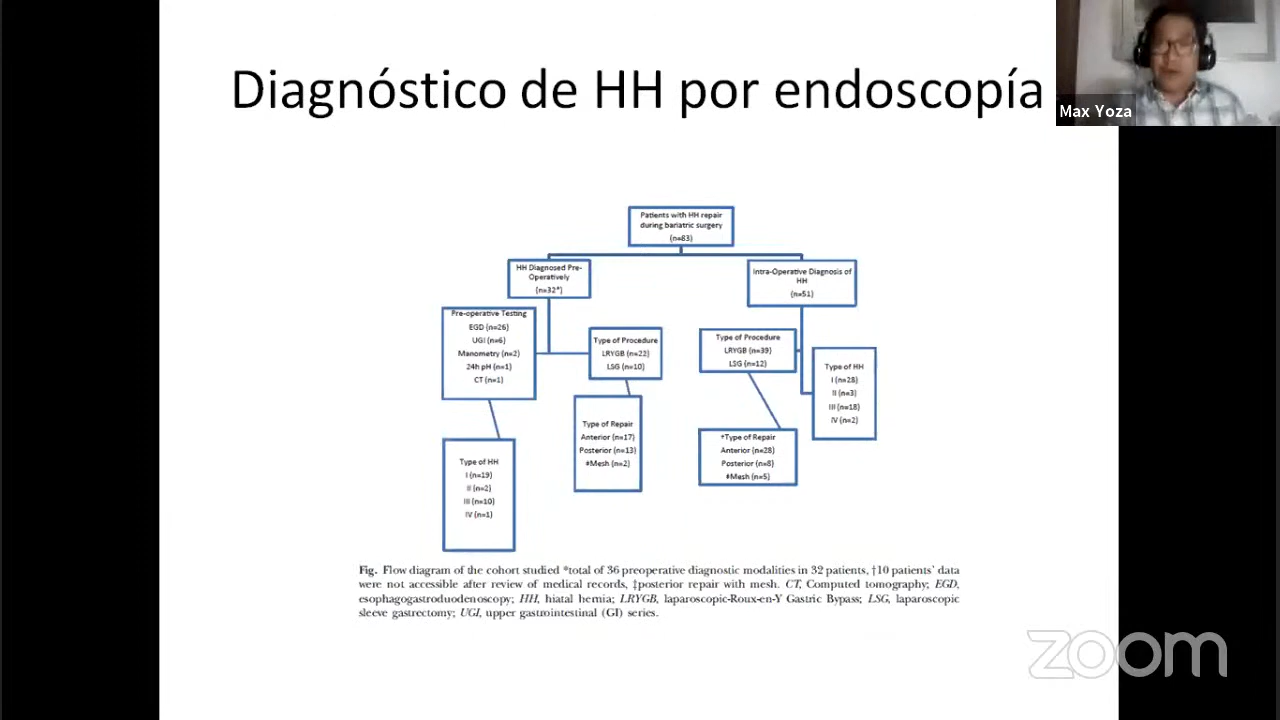 Diagnóstico de HH por endoscopía
Max Yoza
Patients with HH repair
during bariatric surgery
(n=83)
HH Diagnosed Pre-
Operatively
(n=32*)
Intra-Operative Diagnosis of
HH
(n=51)
Pre-operative Testing
EGD (n=26)
UGI (n=6)
Manometry (n=2)
24h pH (n=1)
CT (n=1)
Type of Procedure
LRYGB (n=22)
LSG (n=10)
Type of Procedure
LRYGB (n=39)
LSG (n=12)
Type of HH
I (n=28)
II (n=3)
III (n=18)
IV (n=2)
Type of Repair
Anterior (n=17)
Posterior (n=13)
‡Mesh (n=2)
†Type of Repair
Anterior (n=28)
Posterior (n=8)
‡Mesh (n=5)
Type of HH
I (n=19)
II (n=2)
III (n=10)
IV (n=1)
Fig. Flow diagram of the cohort studied *total of 36 preoperative diagnostic modalities in 32 patients, †10 patients' data
were not accessible after review of medical records, ‡posterior repair with mesh. CT, Computed tomography; EGD,
esophagogastroduodenoscopy; HH, hiatal hernia; LRYGB, laparoscopic-Roux-en-Y Gastric Bypass; LSG, laparoscopic
sleeve gastrectomy; UGI, upper gastrointestinal (GI) series.
zoom